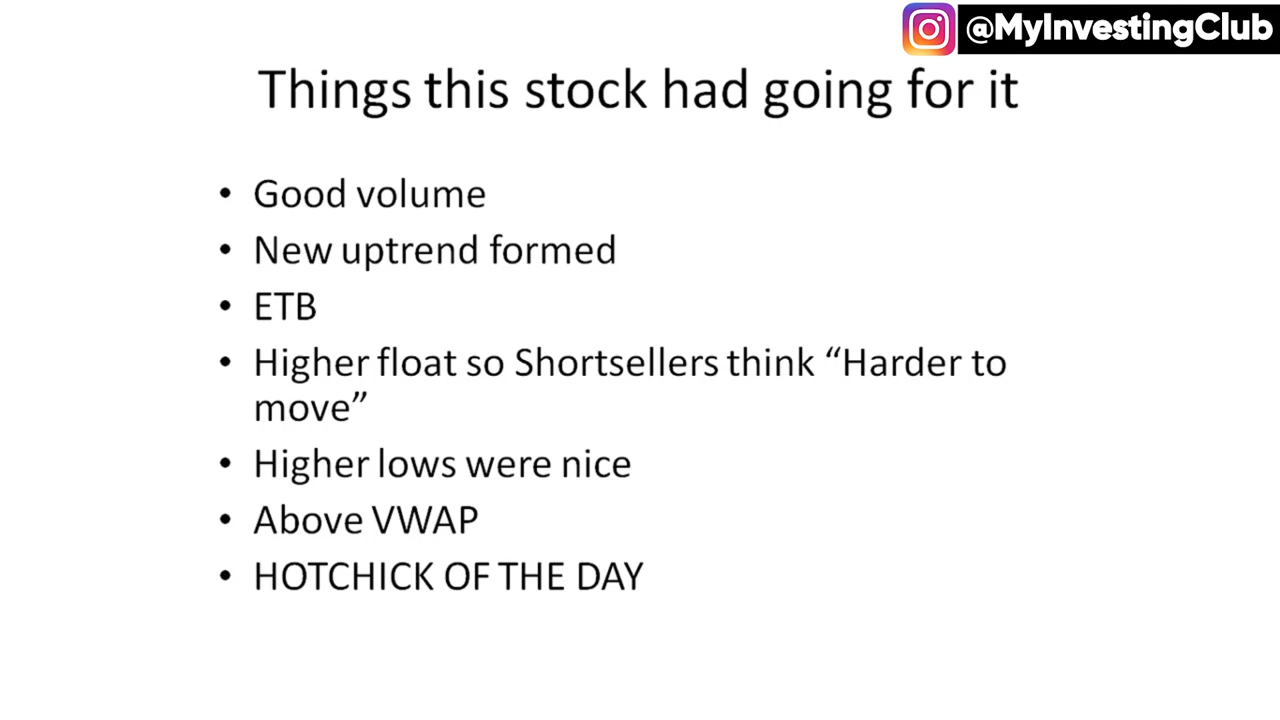 @MyInvestingClub
Things this stock had going for it
• Good volume
• New uptrend formed
• ETB
• Higher float so Shortsellers think “Harder to
move”
• Higher lows were nice
• Above VWAP
• HOTCHICK OF THE DAY